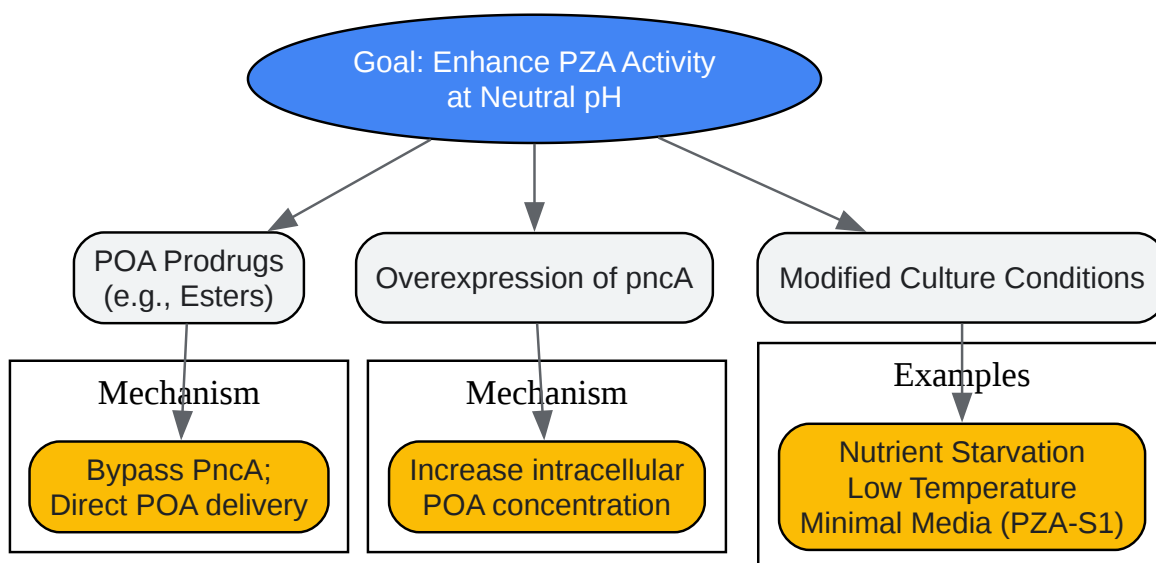 Goal: Enhance PZA Activity
at Neutral pH
POA Prodrugs
(e.g., Esters)
Overexpression of pncA
Modified Culture Conditions
Mechanism
Bypass PncA;
Direct POA delivery
Mechanism
Increase intracellular
POA concentration
Examples
Nutrient Starvation
Low Temperature
Minimal Media (PZA-S1)